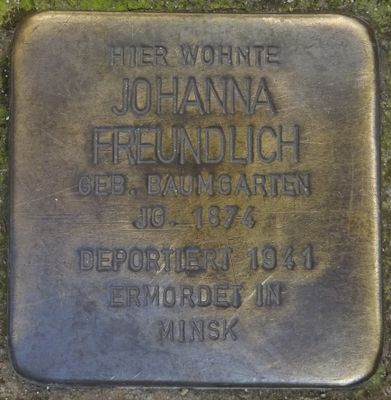 HIER WOHNTE
JOHANNA
FREUNDLICH
GEB. BAUMGARTEN
JG. 1874
DEPORTIERT 1941
ERMORDET IN
MINSK